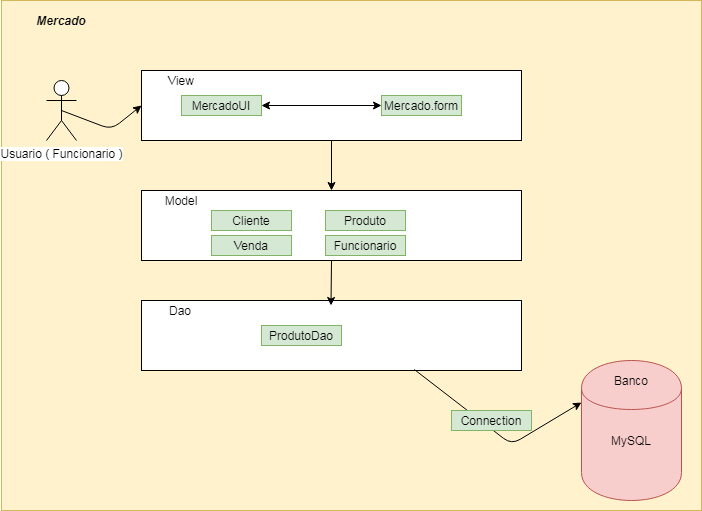 Mercado
View
MercadoUI
Mercado.form
Usuario ( Funcionario )
Model
Cliente
Produto
Venda
Funcionario
Dao
ProdutoDao
Banco
Connection
MySQL